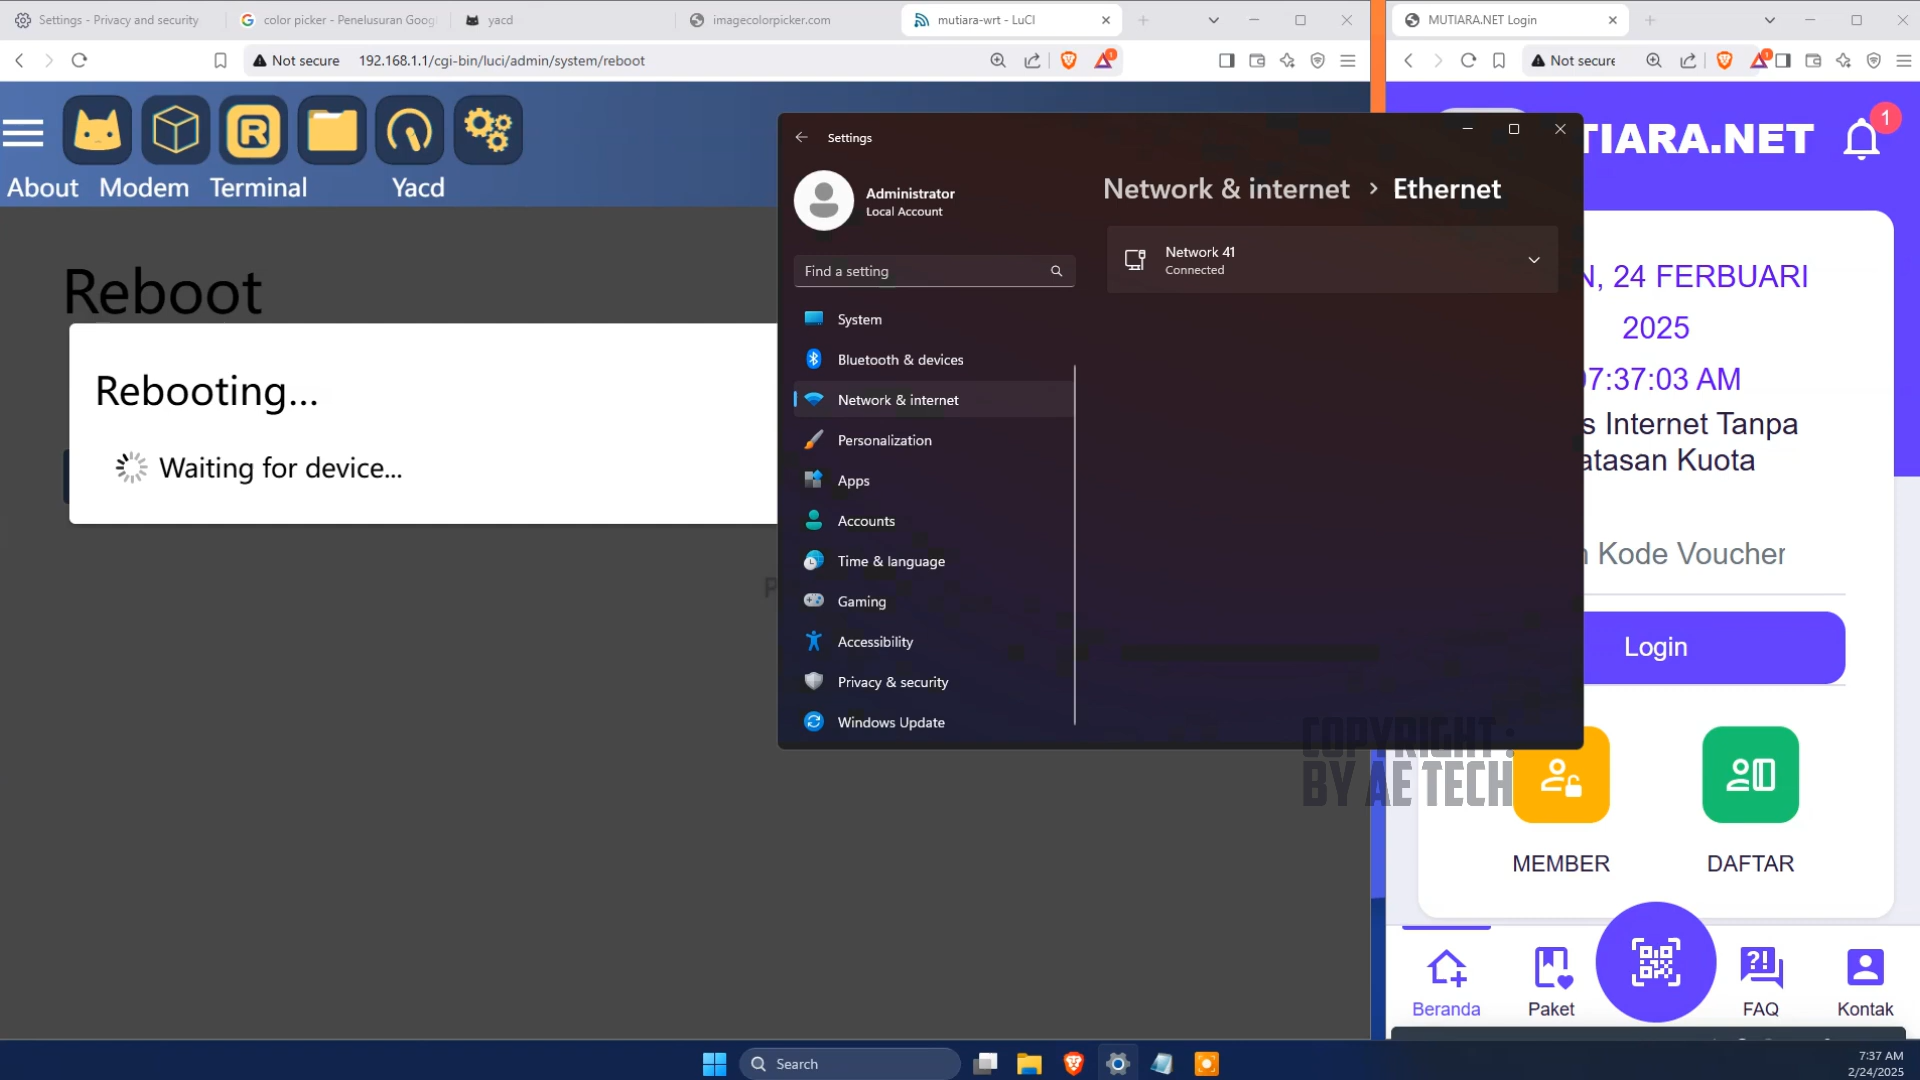 Settings - Privacy and security
color picker - Penelusuran Googl
yacd
imagecolorpicker.com
mutiara-wrt - LuCI
MUTIARA.NET Login
Not secure
192.168.1.1/cgi-bin/luci/admin/system/reboot
1
Not secure
1
About
Modem
Terminal
Yacd
Reboot
Rebooting...
Waiting for device...
Settings
Administrator
Local Account
Find a setting
System
Bluetooth & devices
Network & internet
Personalization
Apps
Accounts
Time & language
Gaming
Accessibility
Privacy & security
Windows Update
Network & internet > Ethernet
Network 41
Connected
TIARA.NET
1
N, 24 FERBUARI
2025
07:37:03 AM
s Internet Tanpa
atasan Kuota
n Kode Voucher
Login
COPYRIGHT :
BY AE TECH
MEMBER
DAFTAR
Beranda
Paket
FAQ
Kontak
Search
7:37 AM
2/24/2025